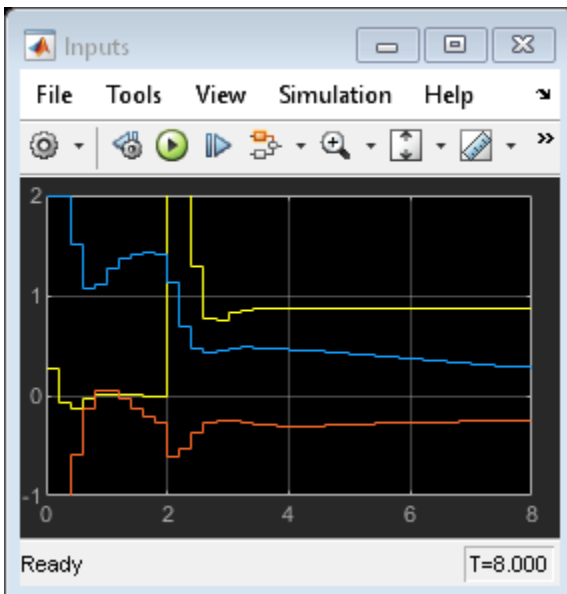 Inputs
File Tools View Simulation Help
2
1
0
-1
0 2 4 6 8
Ready T=8.000